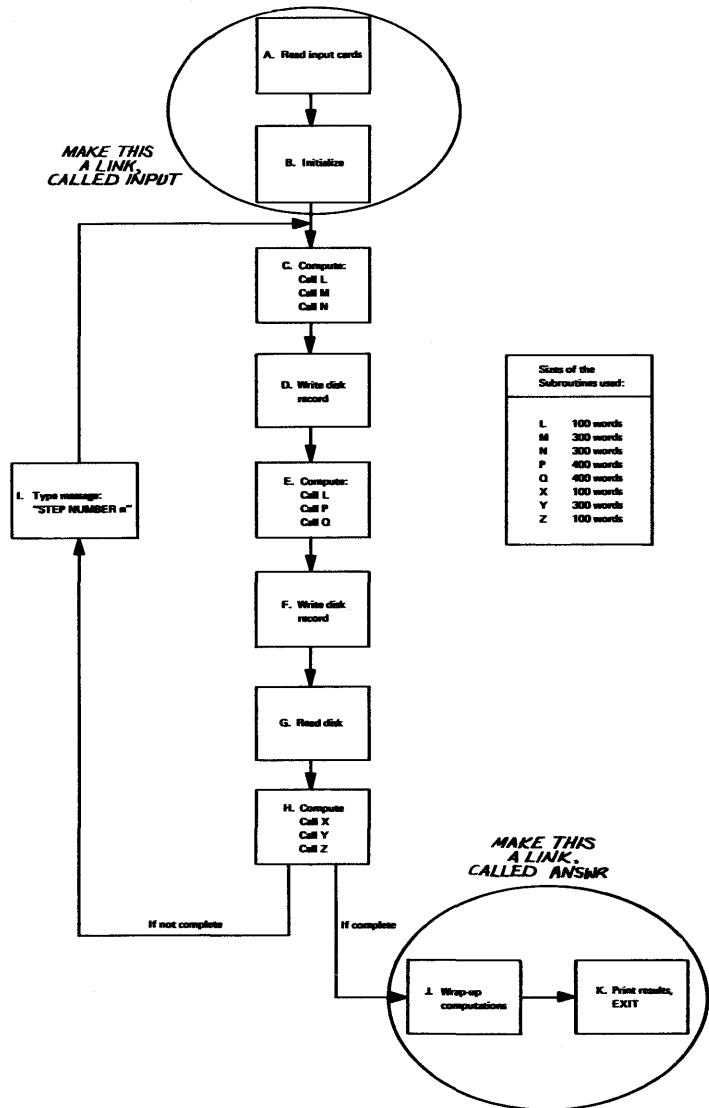 A. Read input cards
MAKE THIS
A LINK,
CALLED INPUT
B. Initialize
C. Compute:
Call L
Call M
Call N
D. Write disk
record
Sizes of the
Subroutines used:
L 100 words
M 300 words
N 300 words
P 400 words
Q 400 words
X 100 words
Y 300 words
Z 100 words
I. Type message:
"STEP NUMBER n"
E. Compute:
Call L
Call P
Call Q
F. Write disk
record
G. Read disk
H. Compute
Call X
Call Y
Call Z
If not complete
If complete
MAKE THIS
A LINK,
CALLED ANSWR
J. Wrap-up
computations
K. Print results,
EXIT